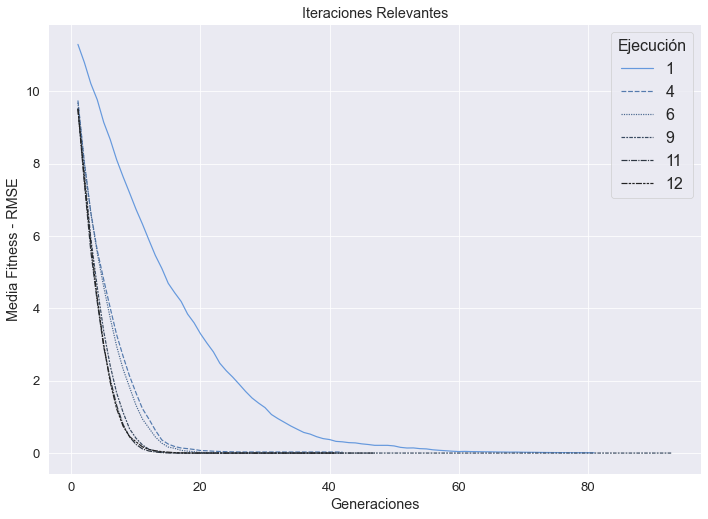 Iteraciones Relevantes
Ejecución
1
4
6
9
11
12
Media Fitness - RMSE
10
8
6
4
2
0
0 20 40 60 80
Generaciones